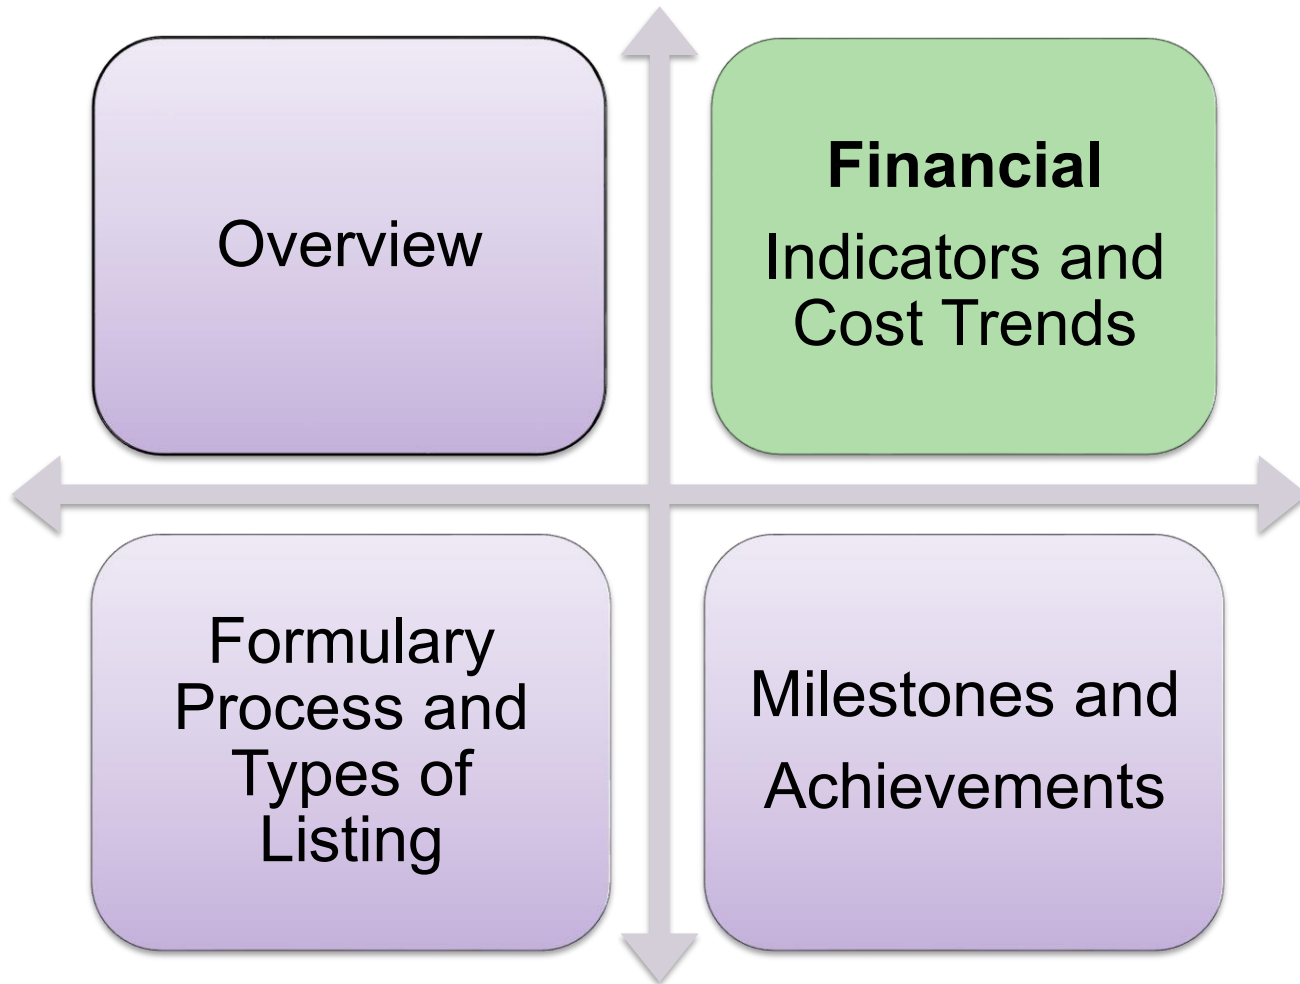 Overview
Financial
Indicators and
Cost Trends
Formulary
Process and
Types of
Listing
Milestones and
Achievements